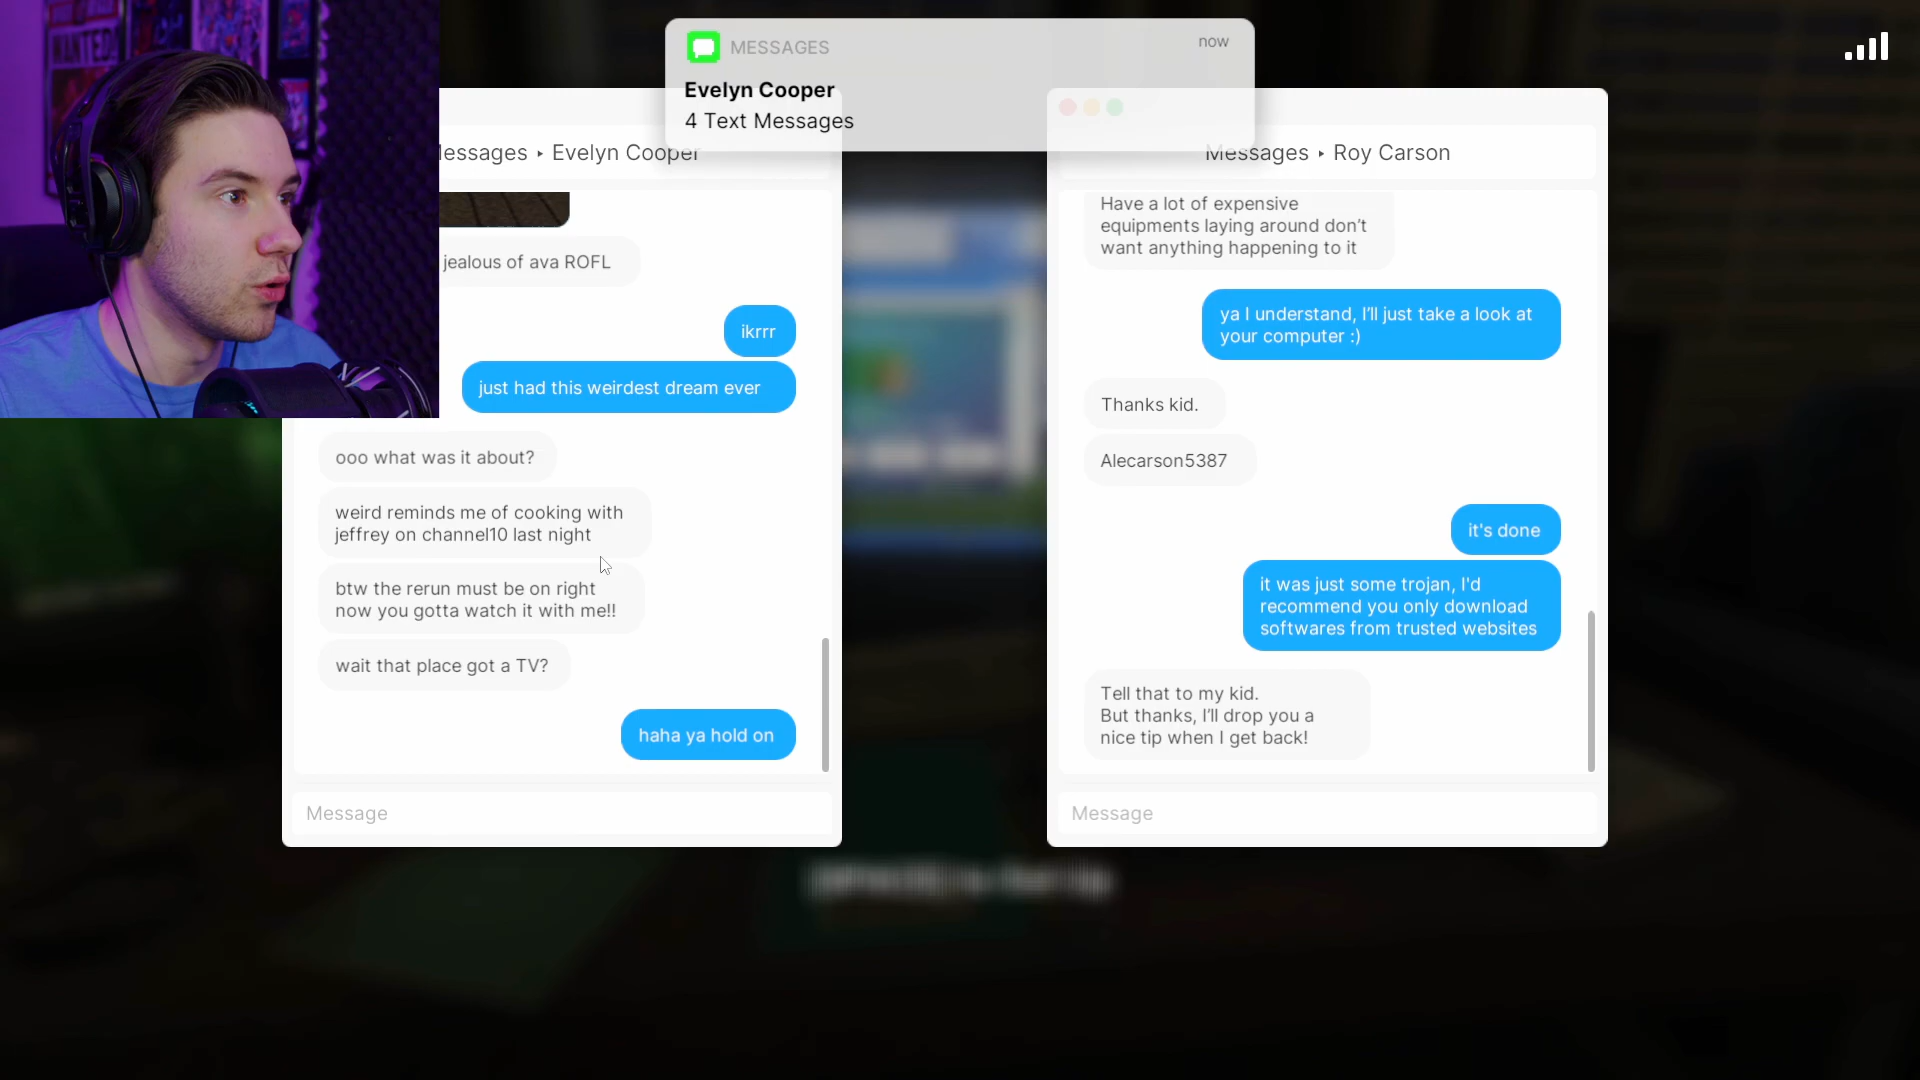 WANTED
MESSAGES
now
Evelyn Cooper
4 Text Messages
Messages ‣ Evelyn Cooper
jealous of ava ROFL
ikrrr
just had this weirdest dream ever
ooo what was it about?
weird reminds me of cooking with
jeffrey on channel10 last night
btw the rerun must be on right
now you gotta watch it with me!!
wait that place got a TV?
haha ya hold on
Message
Messages ‣ Roy Carson
Have a lot of expensive
equipments laying around don't
want anything happening to it
ya I understand, I'll just take a look at
your computer :)
Thanks kid.
Alecarson5387
it's done
it was just some trojan, I'd
recommend you only download
softwares from trusted websites
Tell that to my kid.
But thanks, I'll drop you a
nice tip when I get back!
Message